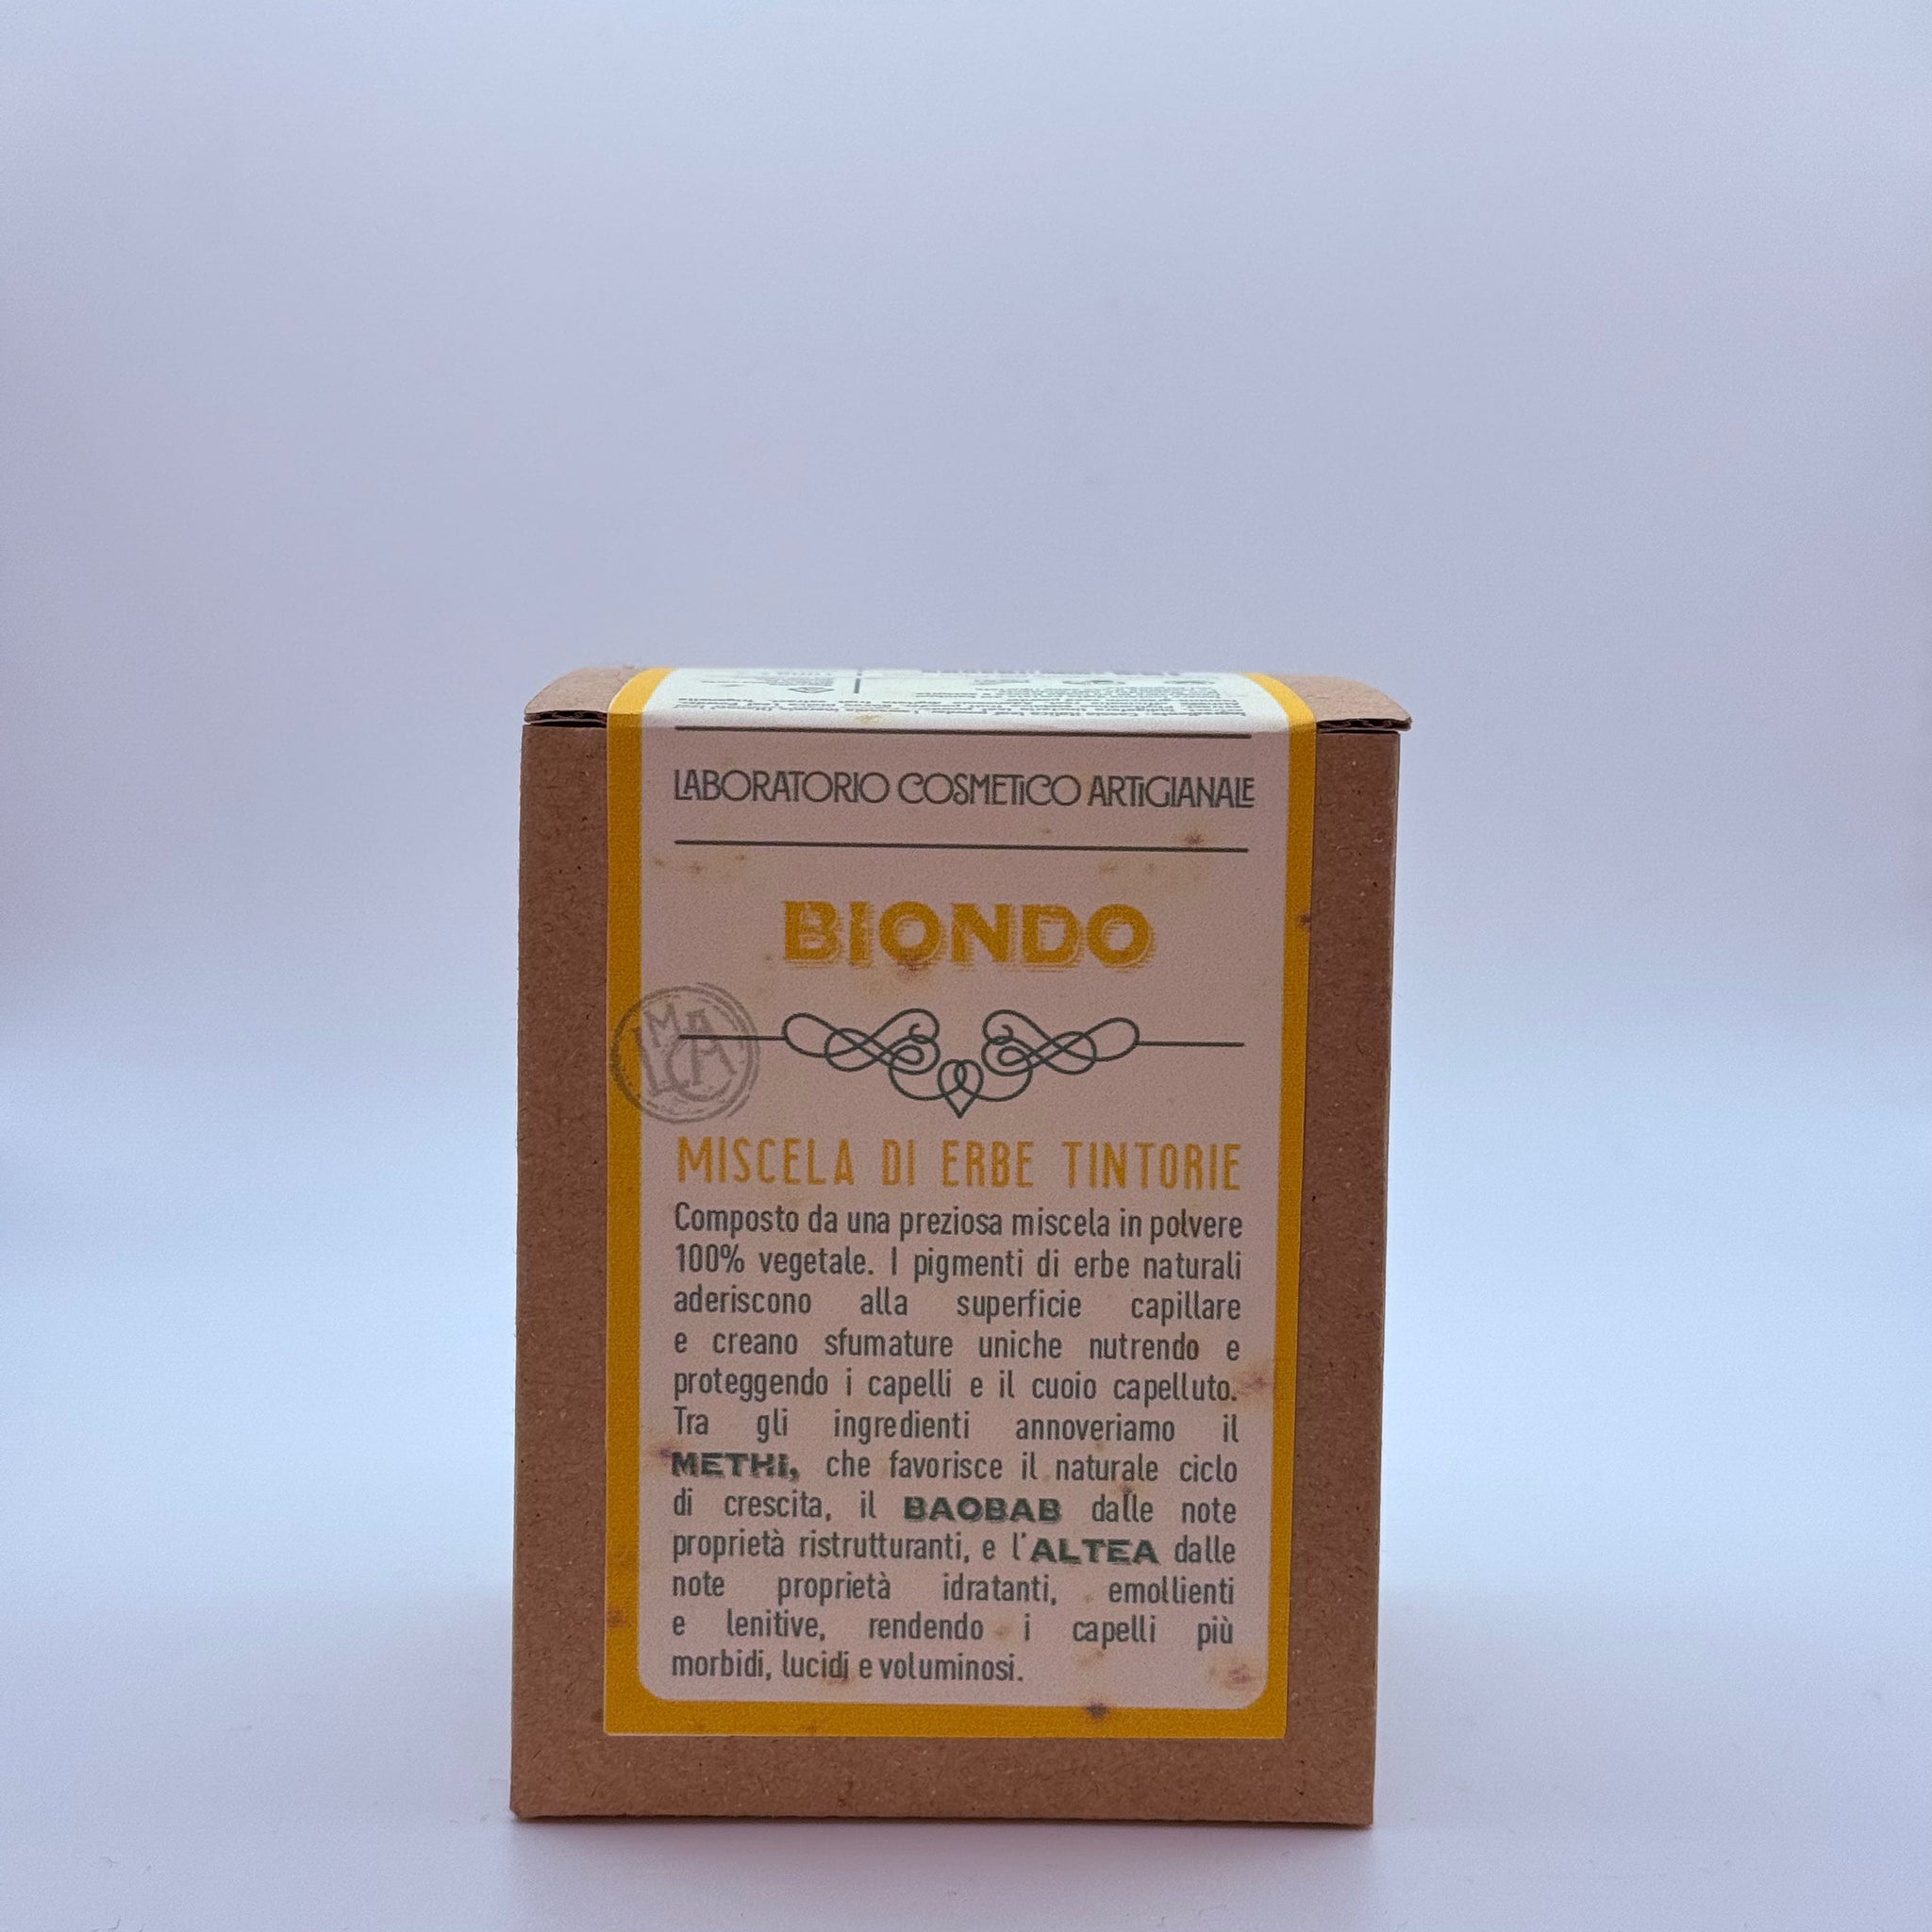 LABORATORIO COSMETICO ARTIGIANALE
BIONDO
MISCELA DI ERBE TINTORIE
Composto da una preziosa miscela in polvere
100% vegetale. I pigmenti di erbe naturali
aderiscono alla superficie capillare
e creano sfumature uniche nutrendo e
proteggendo i capelli e il cuoio capelluto.
Tra gli ingredienti annoveriamo il
METHI, che favorisce il naturale ciclo
di crescita, il BAOBAB dalle note
proprietà ristrutturanti, e l'ALTEA dalle
note proprietà idratanti, emollienti
e lenitive, rendendo i capelli più
morbidi, lucidi e voluminosi.